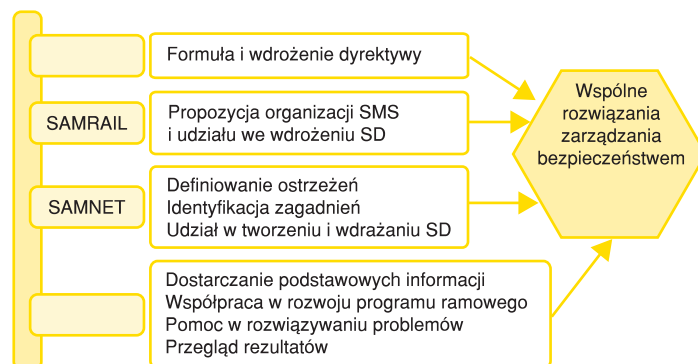 Formuła i wdrożenie dyrektywy
SAMRAIL
Propozycja organizacji SMS
i udziału we wdrożeniu SD
SAMNET
Definiowanie ostrzeżeń
Identyfikacja zagadnień
Udział w tworzeniu i wdrażaniu SD
Dostarczanie podstawowych informacji
Współpraca w rozwoju programu ramowego
Pomoc w rozwiązywaniu problemów
Przegląd rezultatów
Wspólne
rozwiązania
zarządzania
bezpieczeństwem